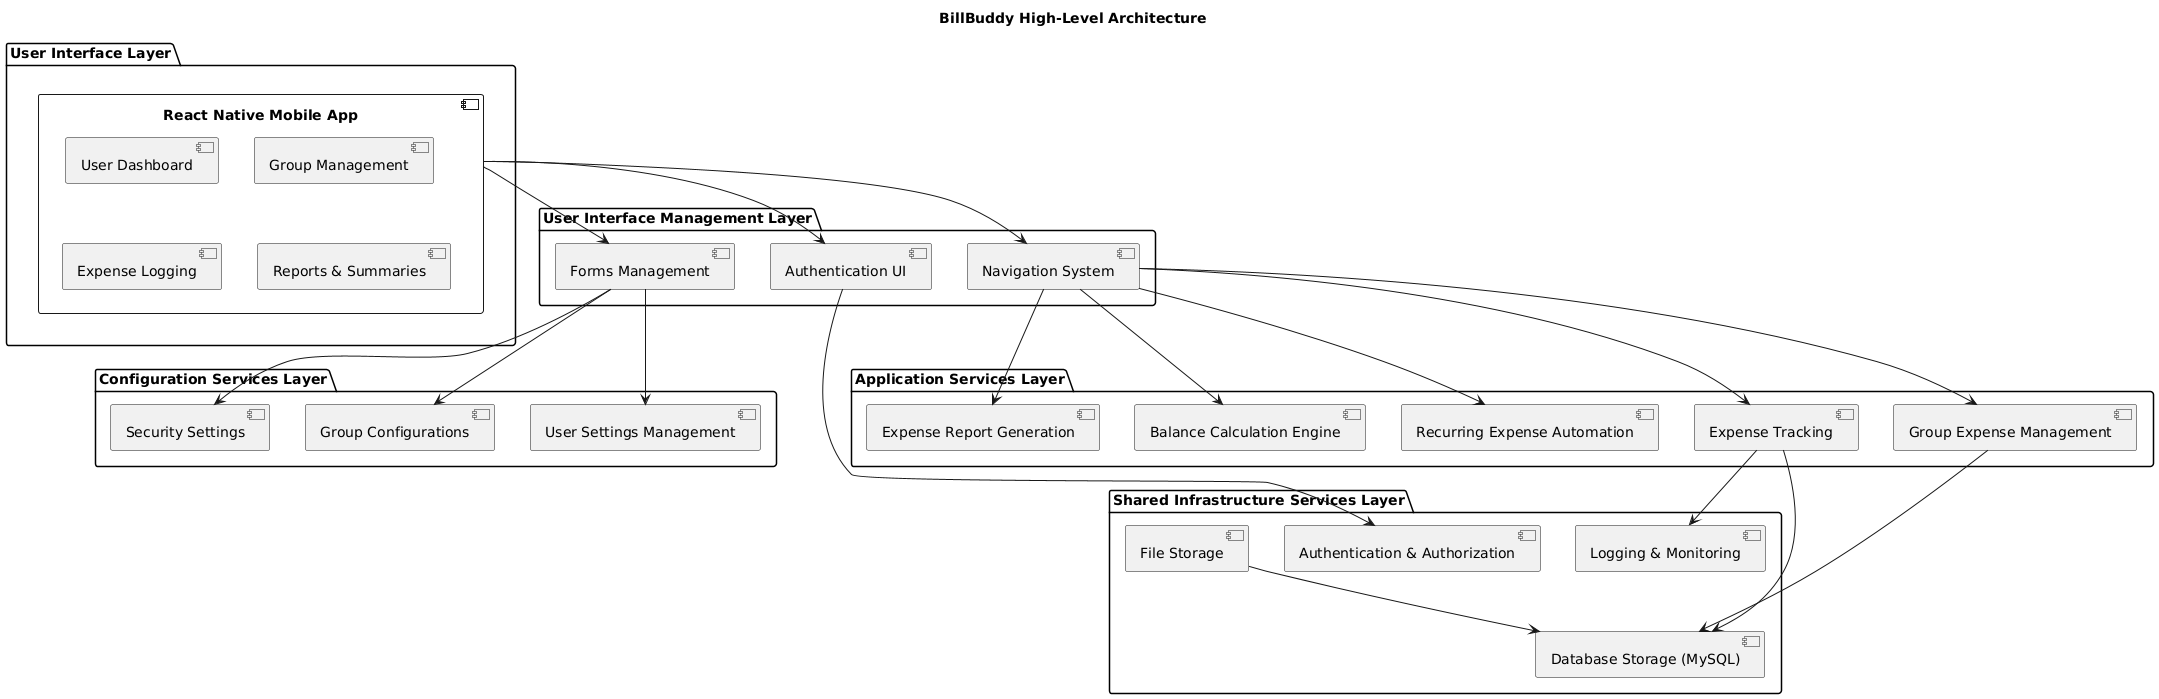 BillBuddy High-Level Architecture
User Interface Layer
React Native Mobile App
User Dashboard
Group Management
Expense Logging
Reports & Summaries
User Interface Management Layer
Forms Management
Authentication UI
Navigation System
Configuration Services Layer
Security Settings
Group Configurations
User Settings Management
Application Services Layer
Expense Report Generation
Balance Calculation Engine
Recurring Expense Automation
Expense Tracking
Group Expense Management
Shared Infrastructure Services Layer
File Storage
Authentication & Authorization
Logging & Monitoring
Database Storage (MySQL)